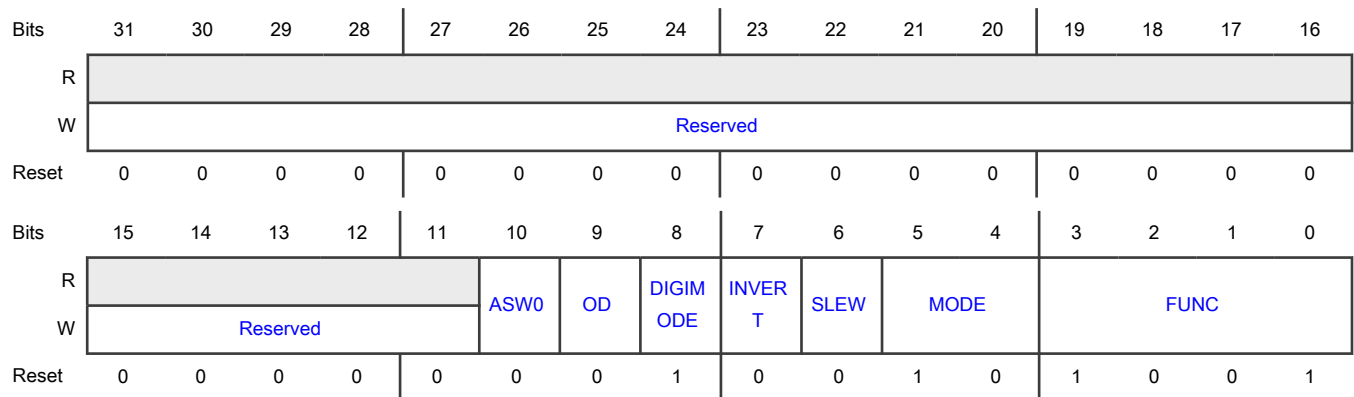 Bits 31 30 29 28 27 26 25 24 23 22 21 20 19 18 17 16
R
W Reserved
Reset 0 0 0 0 0 0 0 0 0 0 0 0 0 0 0 0
Bits 15 14 13 12 11 10 9 8 7 6 5 4 3 2 1 0
R
ASW0 OD DIGIM INVER SLEW MODE FUNC
ODE T
W Reserved
Reset 0 0 0 0 0 0 0 1 0 0 1 0 1 0 0 1